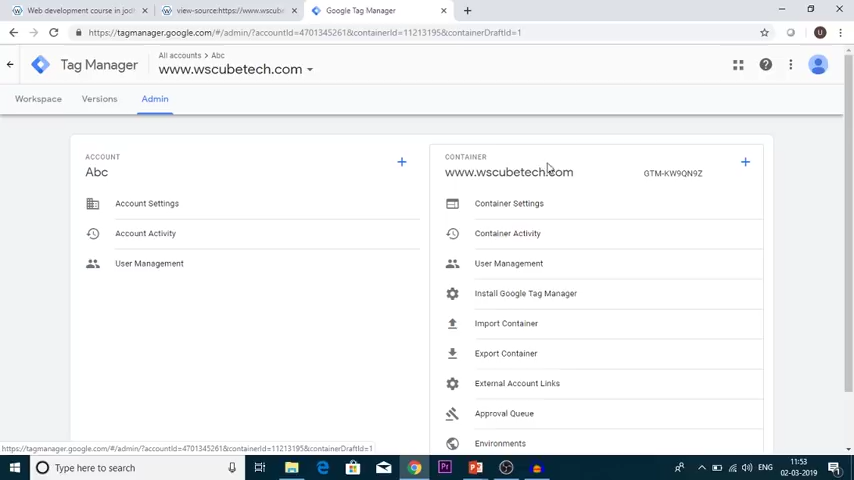 Web development course in jodh
view-source:https://www.wscube
Google Tag Manager
https://tagmanager.google.com/#/admin/?accountId=4701345261&containerId=11213195&containerDraftId=1
Tag Manager
All accounts > Abc
www.wscubetech.com
U
Workspace
Versions
Admin
ACCOUNT
Abc
Account Settings
Account Activity
User Management
CONTAINER
www.wscubetech.com
GTM-KW9QN9Z
Container Settings
Container Activity
User Management
Install Google Tag Manager
Import Container
Export Container
External Account Links
Approval Queue
Environments
https://tagmanager.google.com/#/admin/?accountId=4701345261&containerId=11213195&containerDraftId=1
Type here to search
Pr
ENG
11:53
02-03-2019